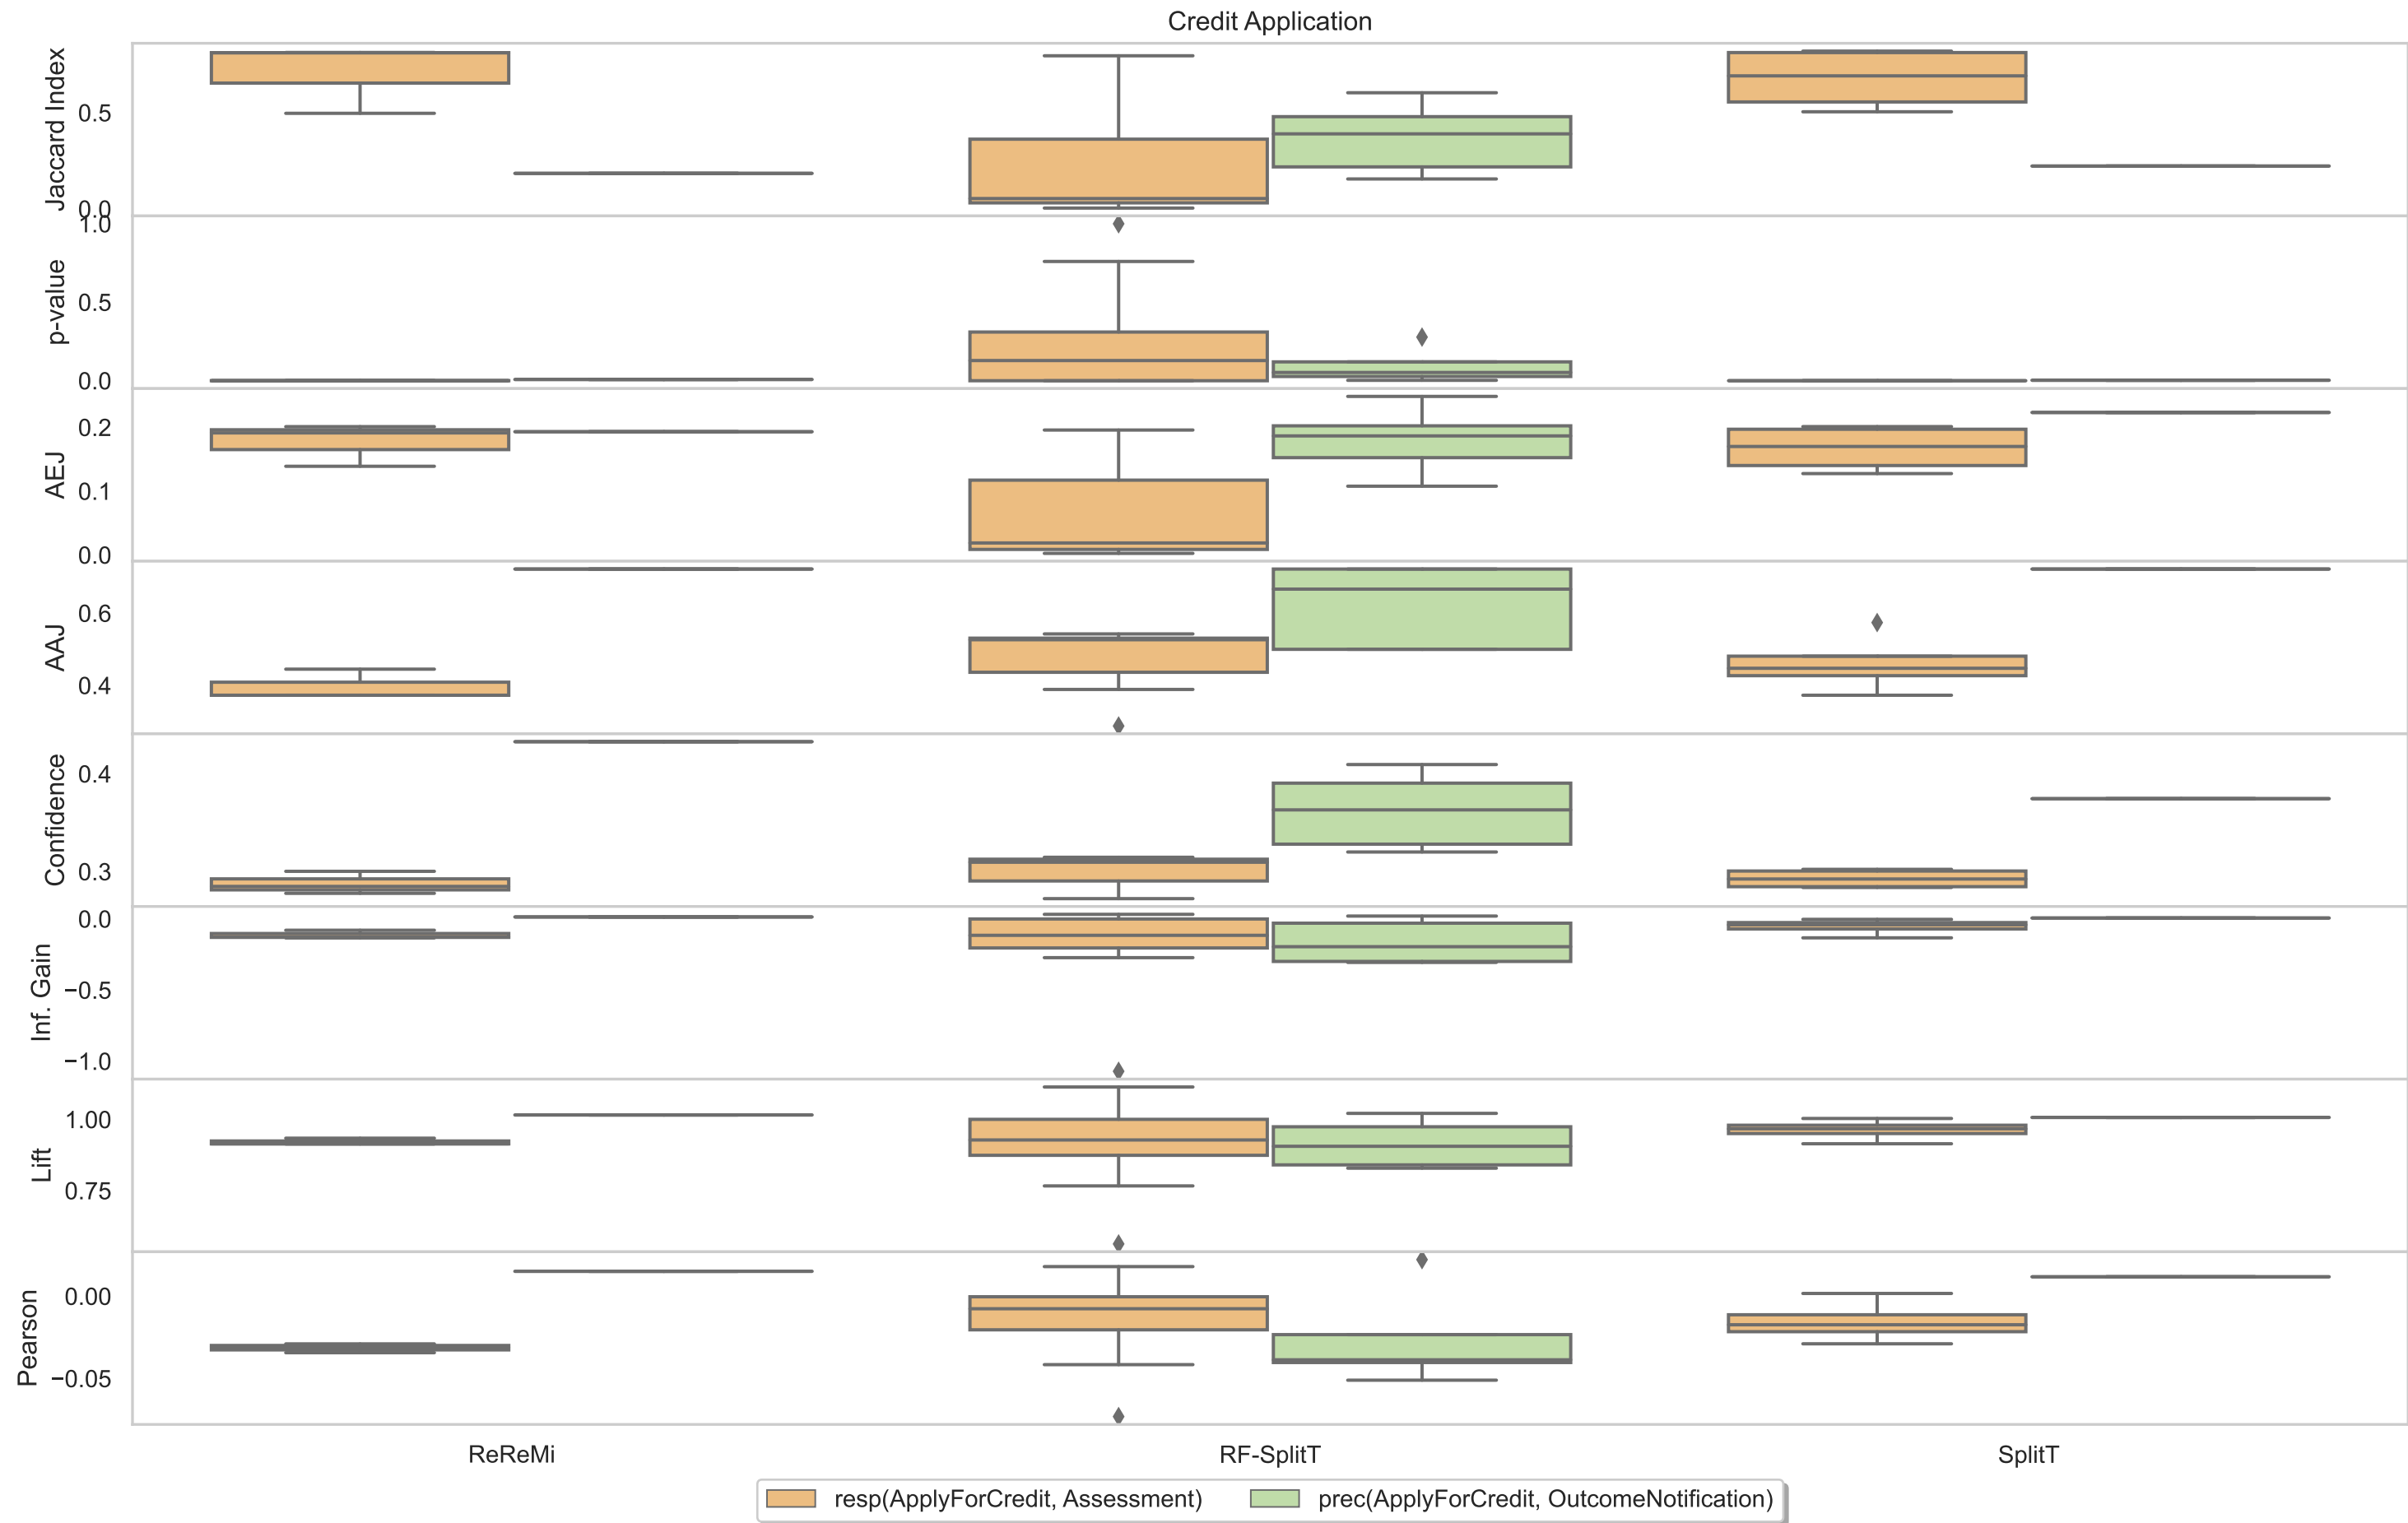 Credit Application
Jaccard Index
0.5
0.0
p-value
1.0
0.5
0.0
AEJ
0.2
0.1
0.0
AAJ
0.6
0.4
Confidence
0.4
0.3
Inf. Gain
0.0
−0.5
−1.0
Lift
1.00
0.75
Pearson
0.00
−0.05
ReReMi RF-SplitT SplitT
resp(ApplyForCredit, Assessment) prec(ApplyForCredit, OutcomeNotification)